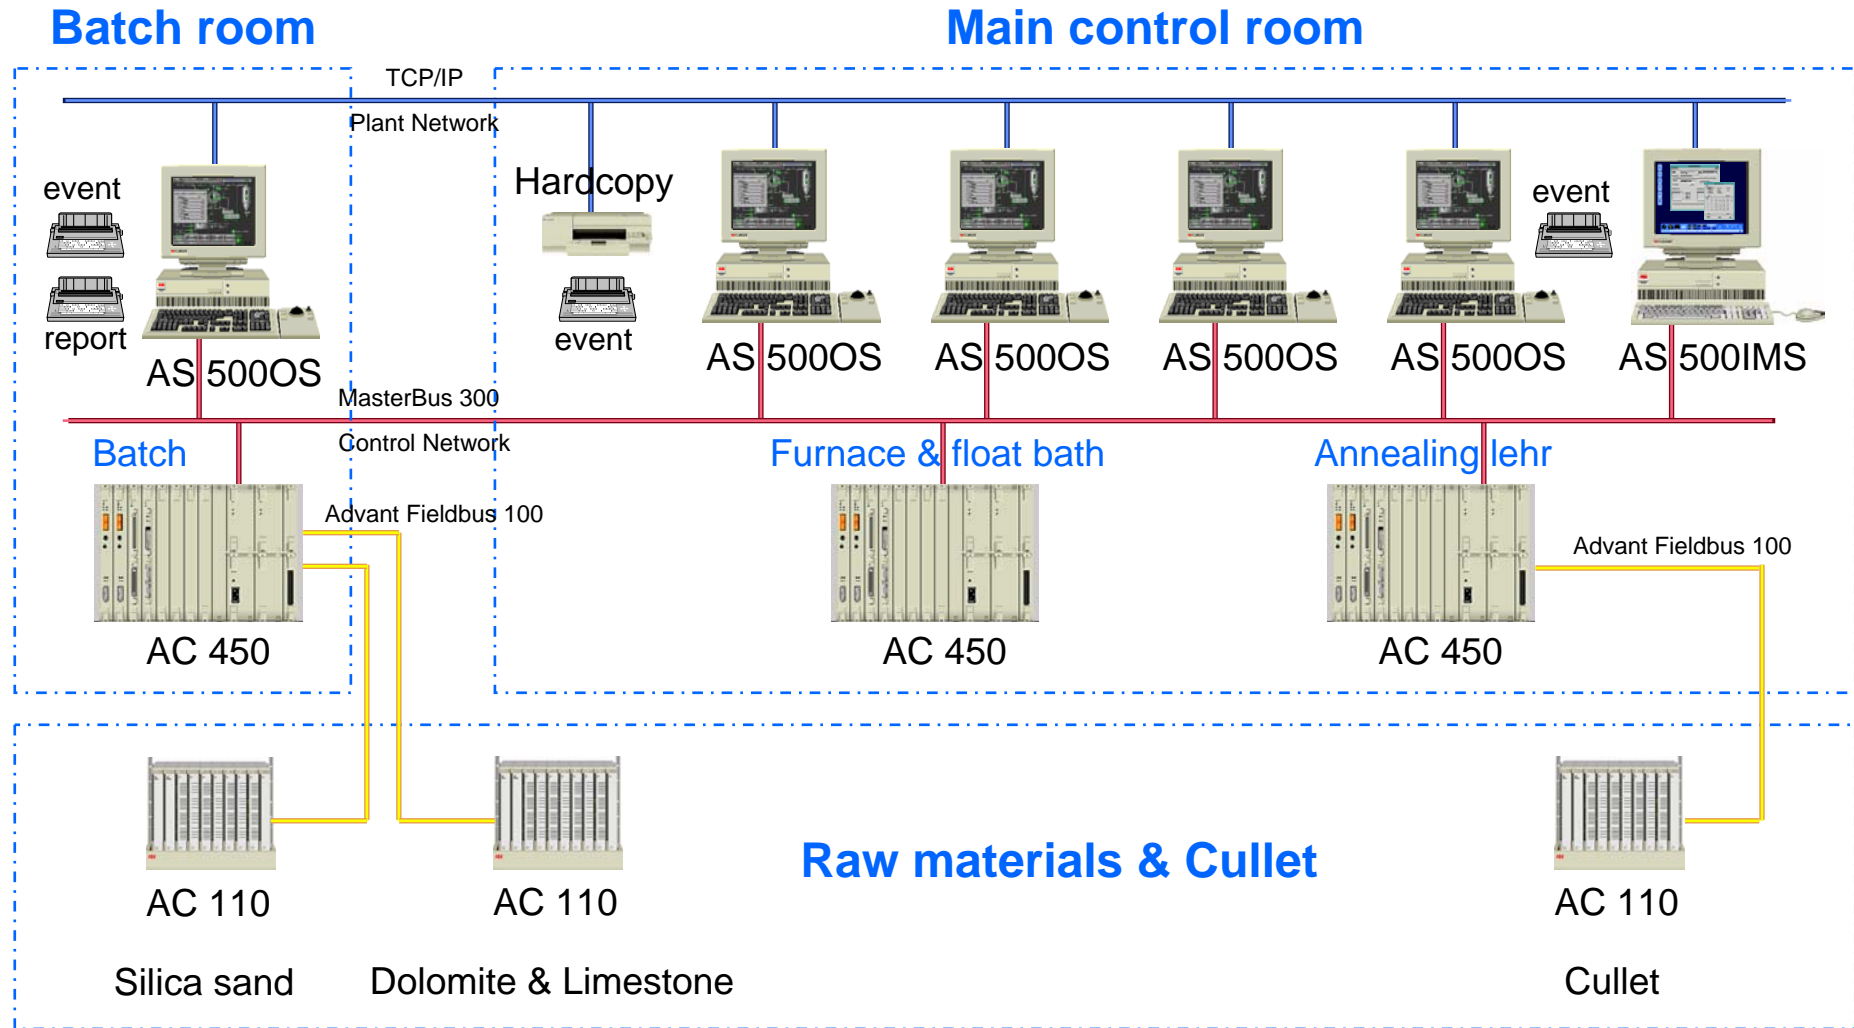 Batch room
Main control room
TCP/IP
Plant Network
event
report
AS 500OS
Hardcopy
event
AS 500OS
AS 500OS
AS 500OS
AS 500OS
event
AS 500IMS
MasterBus 300
Control Network
Batch
Furnace & float bath
Annealing lehr
Advant Fieldbus 100
Advant Fieldbus 100
AC 450
AC 450
AC 450
AC 110
AC 110
Raw materials & Cullet
AC 110
Silica sand
Dolomite & Limestone
Cullet